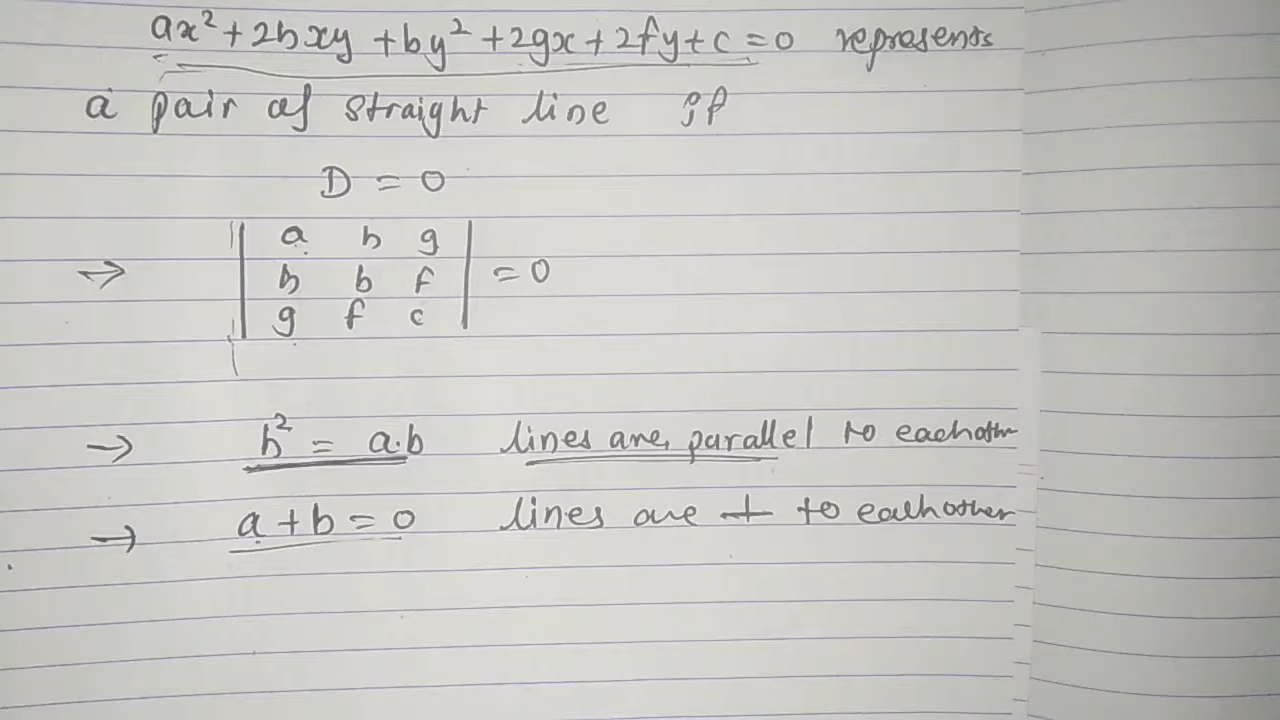 ax² + 2hxy + by² + 2gx + 2fy + c = 0 represents
a pair of straight line if
D = 0
⇒ | a h g |
| h b f | = 0
| g f c |
→ h² = a.b lines are parallel to eachother
→ a + b = 0 lines are ⊥ to eachother